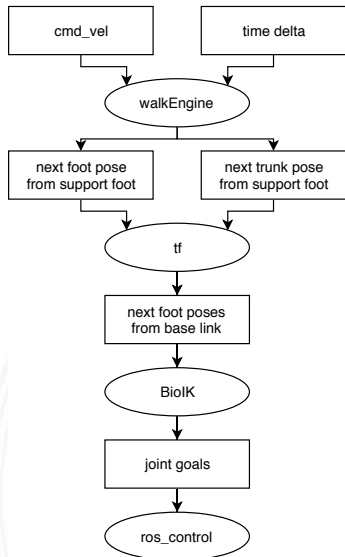 cmd_vel
time delta
walkEngine
next foot pose
from support foot
next trunk pose
from support foot
tf
next foot poses
from base link
BioIK
joint goals
ros_control